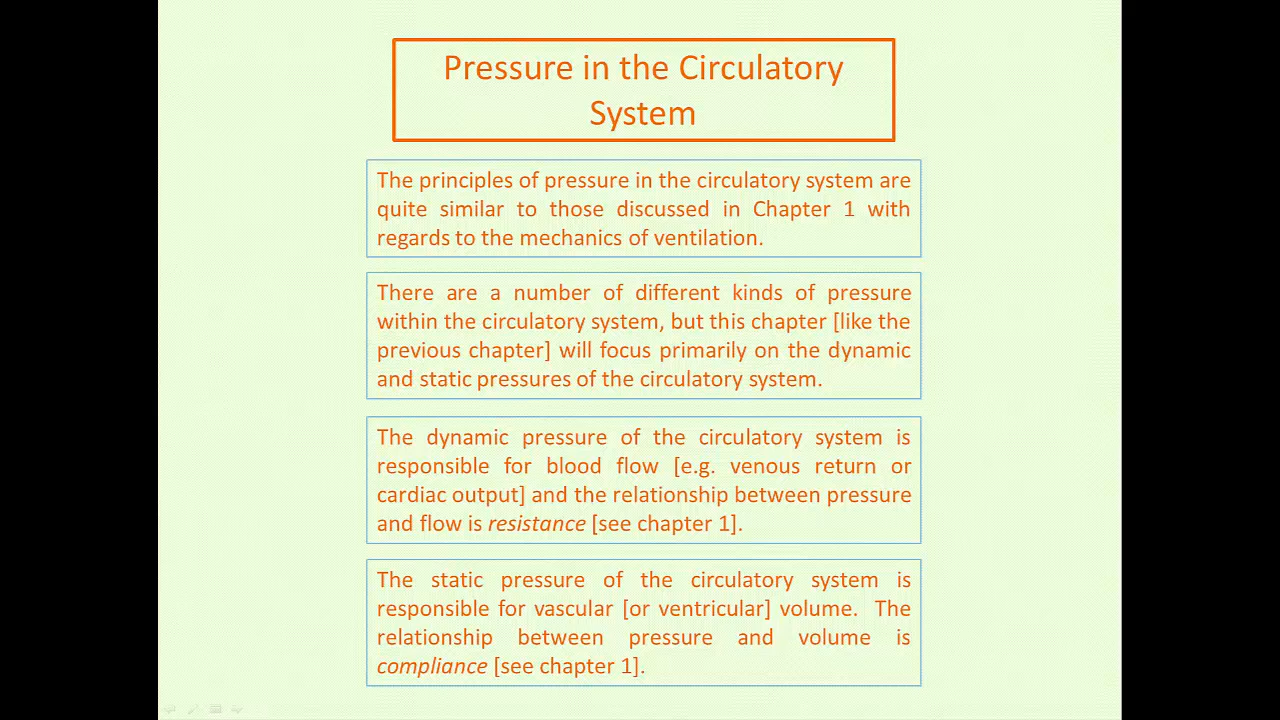 Pressure in the Circulatory
System
The principles of pressure in the circulatory system are
quite similar to those discussed in Chapter 1 with
regards to the mechanics of ventilation.
There are a number of different kinds of pressure
within the circulatory system, but this chapter [like the
previous chapter] will focus primarily on the dynamic
and static pressures of the circulatory system.
The dynamic pressure of the circulatory system is
responsible for blood flow [e.g. venous return or
cardiac output] and the relationship between pressure
and flow is resistance [see chapter 1].
The static pressure of the circulatory system is
responsible for vascular [or ventricular] volume. The
relationship between pressure and volume is
compliance [see chapter 1].